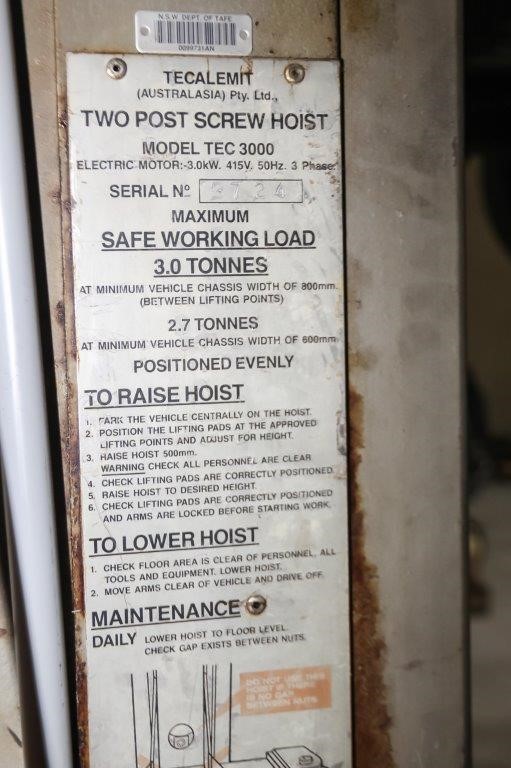 N.S.W. DEPT. OF TAFE
0099731AN
TECALEMIT
(AUSTRALASIA) Pty. Ltd.,
TWO POST SCREW HOIST
MODEL TEC 3000
ELECTRIC MOTOR:-3.0kW. 415V. 50Hz. 3 Phase.
SERIAL Nº 724
MAXIMUM
SAFE WORKING LOAD
3.0 TONNES
AT MINIMUM VEHICLE CHASSIS WIDTH OF 800mm.
(BETWEEN LIFTING POINTS)
2.7 TONNES
AT MINIMUM VEHICLE CHASSIS WIDTH OF 600mm
POSITIONED EVENLY
TO RAISE HOIST
1. PARK THE VEHICLE CENTRALLY ON THE HOIST.
2. POSITION THE LIFTING PADS AT THE APPROVED
LIFTING POINTS AND ADJUST FOR HEIGHT.
3. RAISE HOIST 500mm.
WARNING CHECK ALL PERSONNEL ARE CLEAR
4. CHECK LIFTING PADS ARE CORRECTLY POSITIONED.
5. RAISE HOIST TO DESIRED HEIGHT.
6. CHECK LIFTING PADS ARE CORRECTLY POSITIONED
AND ARMS ARE LOCKED BEFORE STARTING WORK.
TO LOWER HOIST
1. CHECK FLOOR AREA IS CLEAR OF PERSONNEL, ALL
TOOLS AND EQUIPMENT. LOWER HOIST.
2. MOVE ARMS CLEAR OF VEHICLE AND DRIVE OFF.
MAINTENANCE
DAILY LOWER HOIST TO FLOOR LEVEL.
CHECK GAP EXISTS BETWEEN NUTS.
DO NOT USE THIS
HOIST IF THERE
IS NO GAP
BETWEEN NUTS